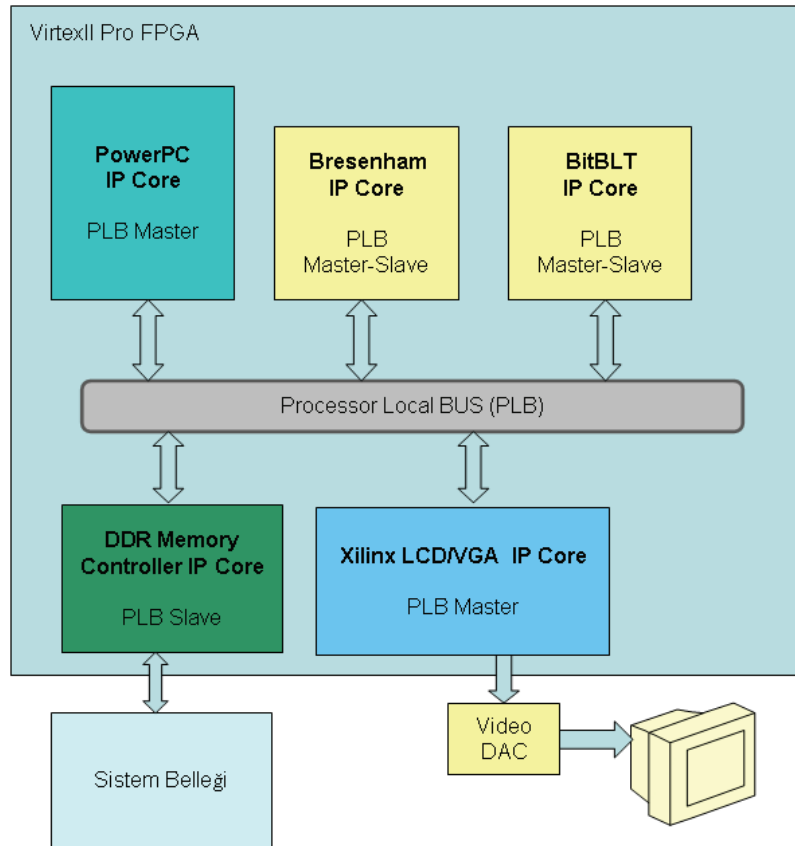 VirtexII Pro FPGA
PowerPC
IP Core
PLB Master
Bresenham
IP Core
PLB
Master-Slave
BitBLT
IP Core
PLB
Master-Slave
Processor Local BUS (PLB)
DDR Memory
Controller IP Core
PLB Slave
Xilinx LCD/VGA IP Core
PLB Master
Sistem Belleği
Video
DAC